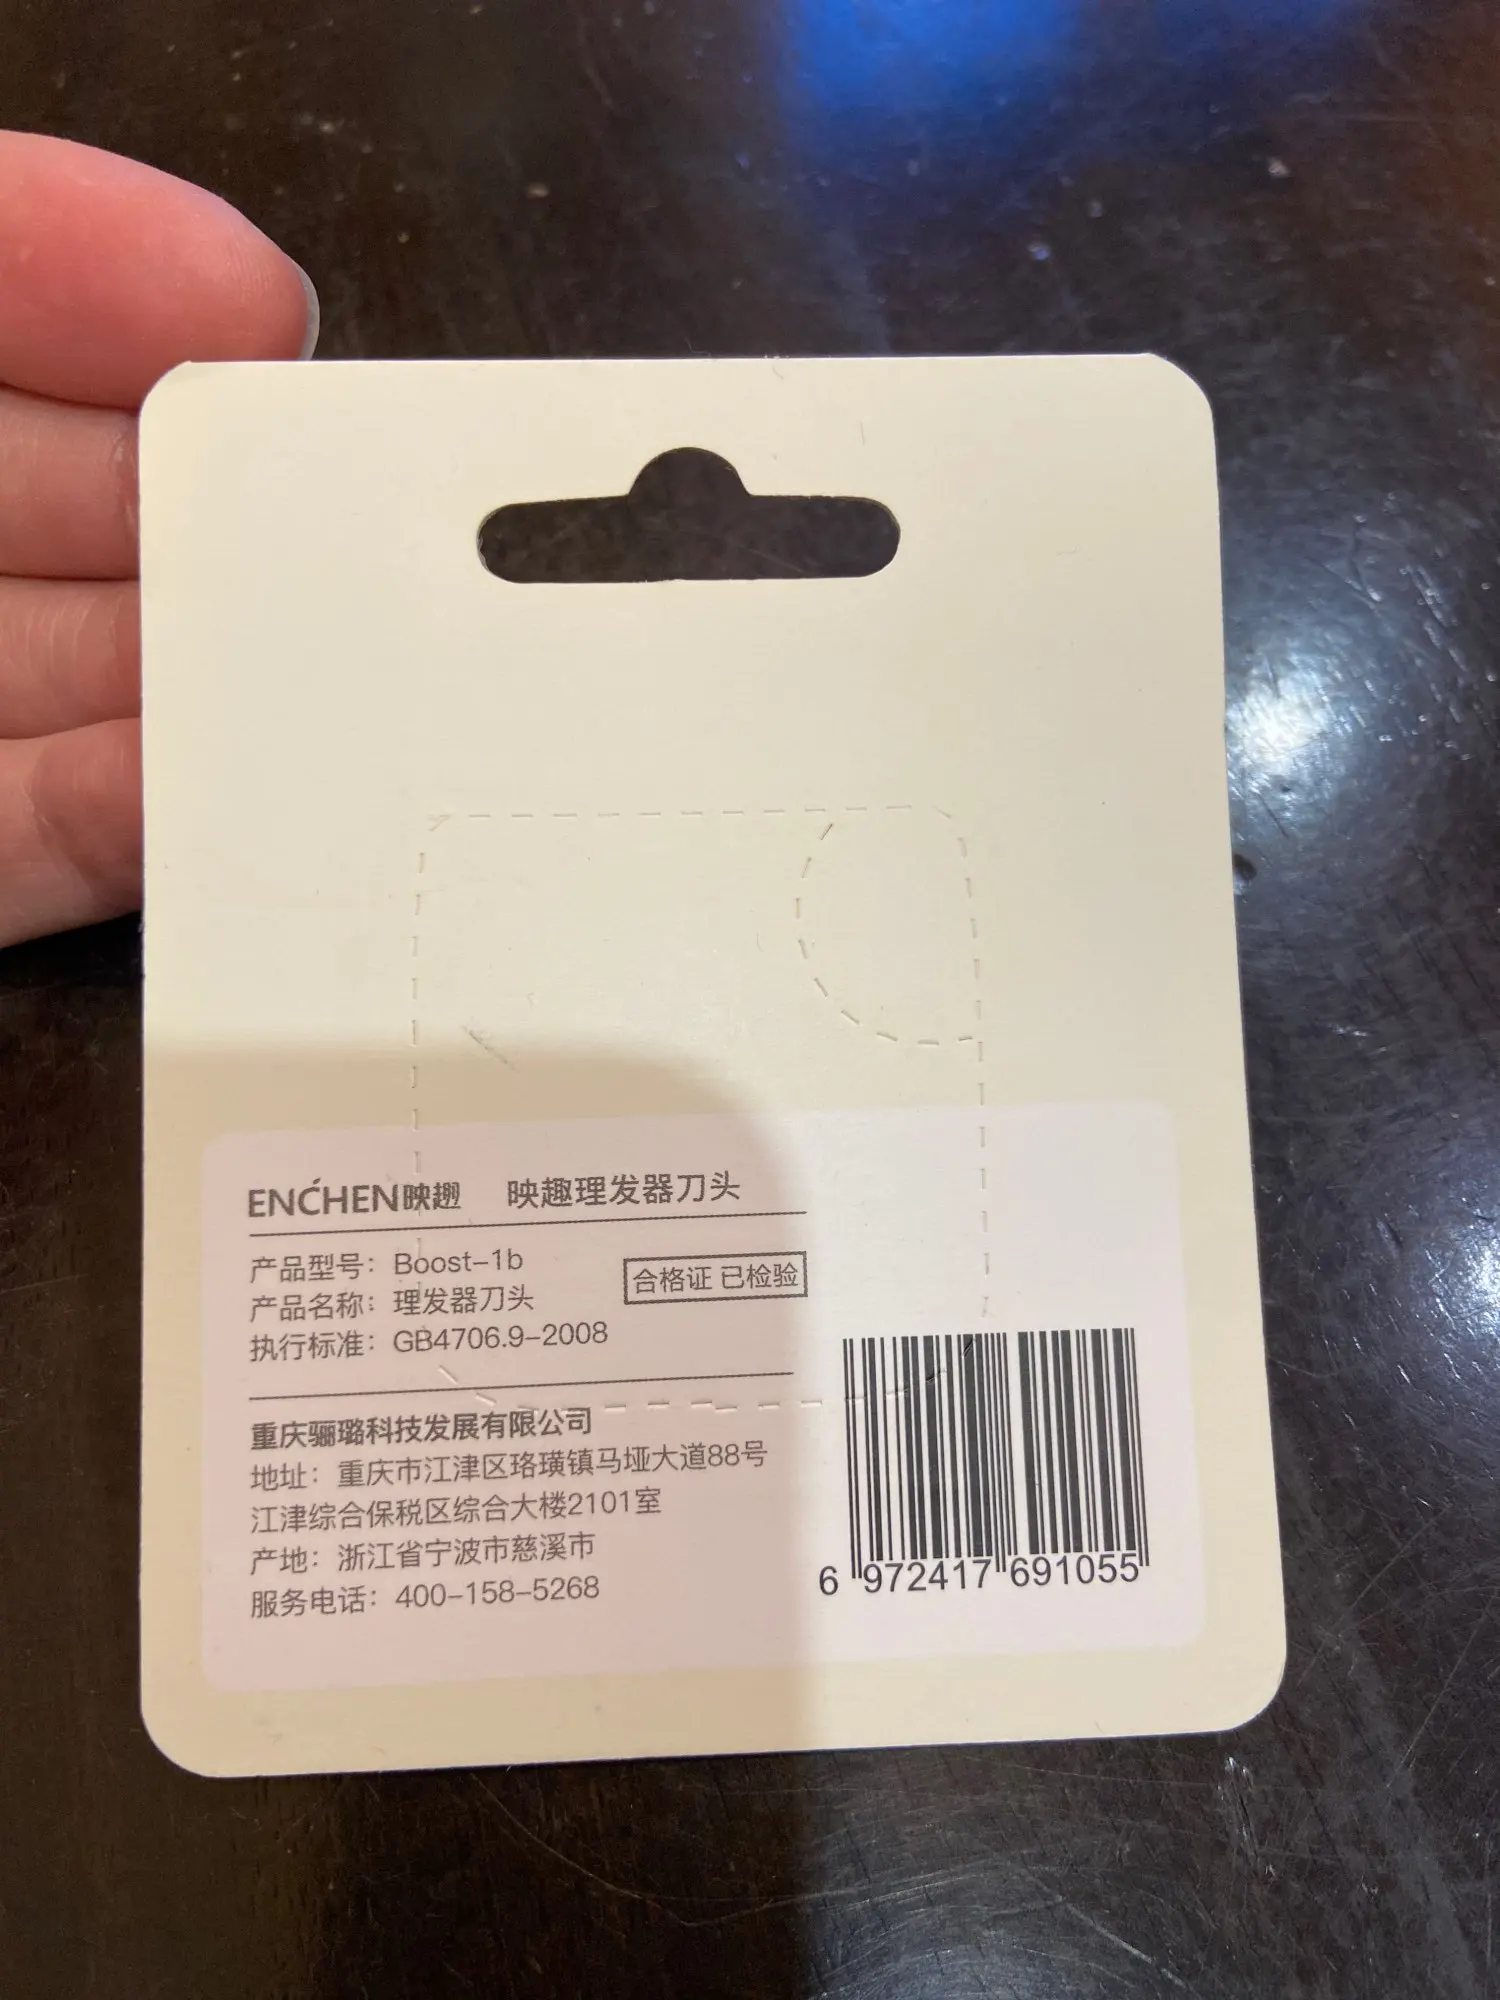 ENCHEN映趣 映趣理发器刀头
产品型号：Boost-1b
产品名称：理发器刀头
合格证 已检验
执行标准：GB4706.9-2008
重庆骊璐科技发展有限公司
地址：重庆市江津区珞璜镇马垭大道88号
江津综合保税区综合大楼2101室
产地：浙江省宁波市慈溪市
服务电话：400-158-5268
6 972417 691055